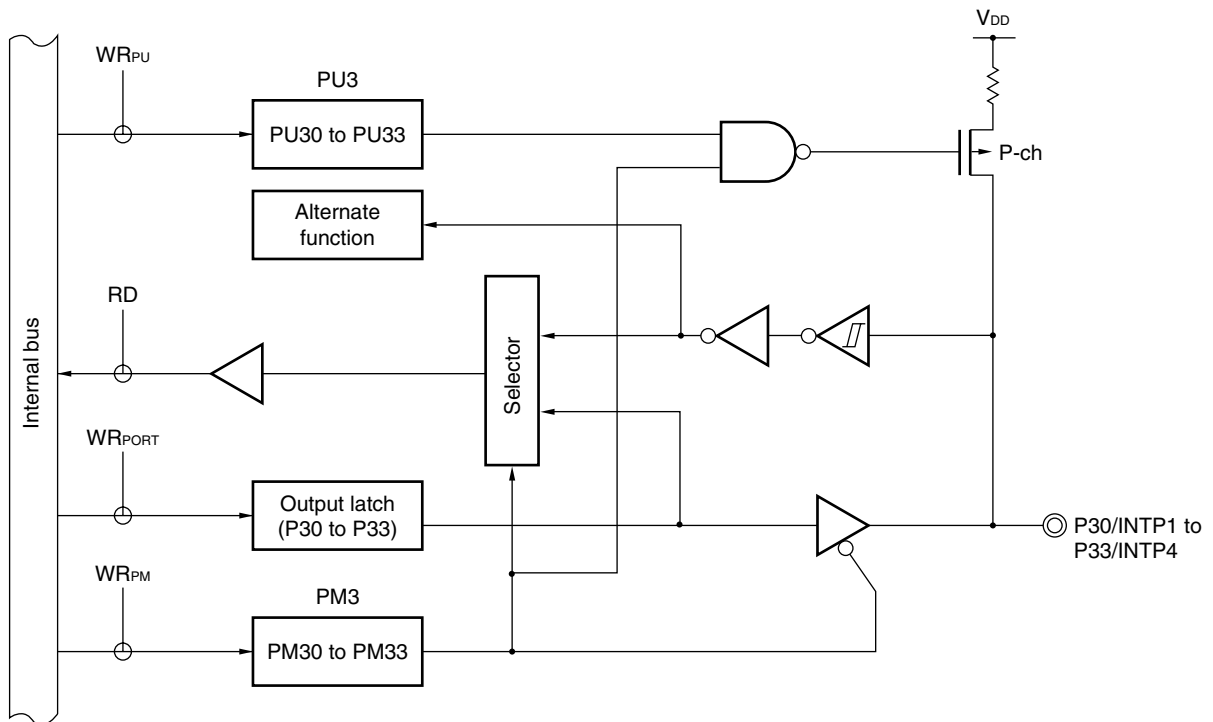 VDD
WRPU
PU3
PU30 to PU33
P-ch
Alternate
function
RD
Internal bus
Selector
WRPORT
Output latch
(P30 to P33)
P30/INTP1 to
P33/INTP4
WRPM
PM3
PM30 to PM33